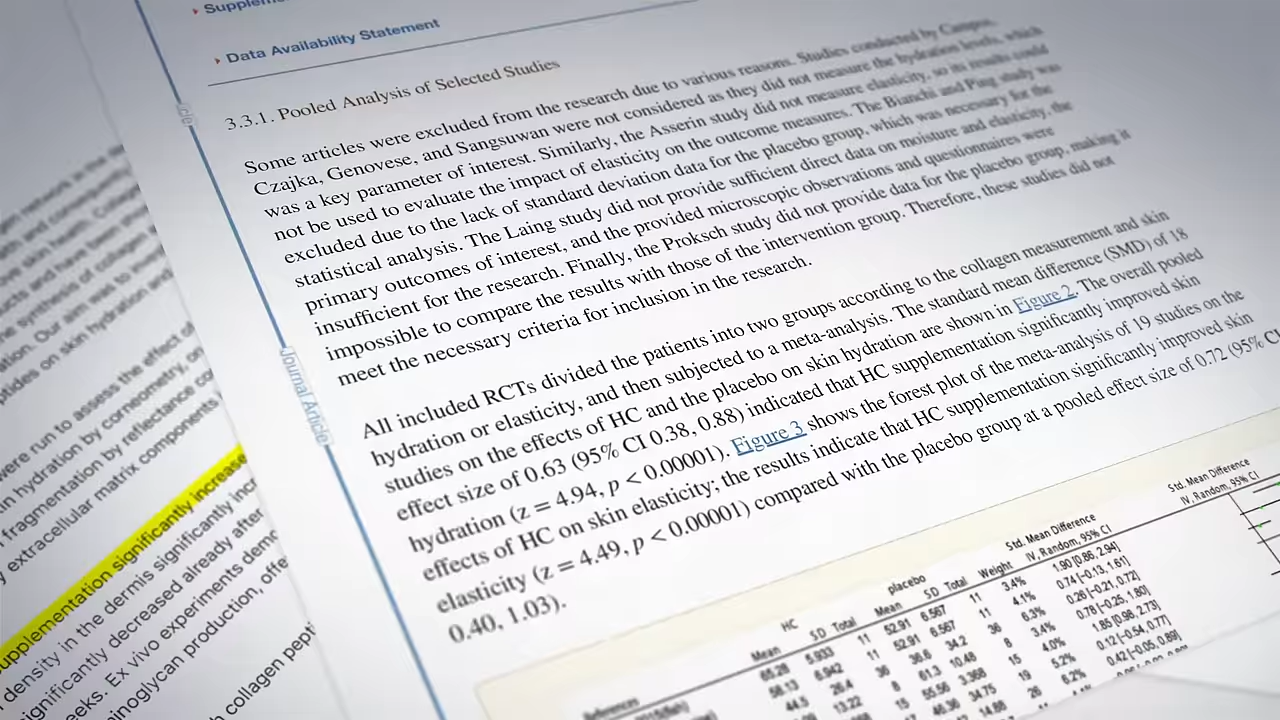 Supplem
Data Availability Statement
3.3.1. Pooled Analysis of Selected Studies
Some articles were excluded from the research due to various reasons. Studies conducted by Campos,
Czajka, Genovese, and Sangsuwan were not considered as they did not measure the hydration levels, which
was a key parameter of interest. Similarly, the Asserin study did not measure elasticity, so its results could
not be used to evaluate the impact of elasticity on the outcome measures. The Bianchi and Ping study was
excluded due to the lack of standard deviation data for the placebo group, which was necessary for the
statistical analysis. The Laing study did not provide sufficient direct data on moisture and elasticity, the
primary outcomes of interest, and the provided microscopic observations and questionnaires were
insufficient for the research. Finally, the Proksch study did not provide data for the placebo group, making it
impossible to compare the results with those of the intervention group. Therefore, these studies did not
meet the necessary criteria for inclusion in the research.
All included RCTs divided the patients into two groups according to the collagen measurement and skin
hydration or elasticity, and then subjected to a meta-analysis. The standard mean difference (SMD) of 18
studies on the effects of HC and the placebo on skin hydration are shown in Figure 2. The overall pooled
effect size of 0.63 (95% CI 0.38, 0.88) indicated that HC supplementation significantly improved skin
hydration (z = 4.94, p < 0.00001). Figure 3 shows the forest plot of the meta-analysis of 19 studies on the
effects of HC on skin elasticity; the results indicate that HC supplementation significantly improved skin
elasticity (z = 4.49, p < 0.00001) compared with the placebo group at a pooled effect size of 0.72 (95% CI
0.40, 1.03).
Journal Article
HC placebo Std. Mean Difference Std. Mean Difference
Mean SD Total Mean SD Total Weight IV, Random, 95% CI IV, Random, 95% CI
65.28 5.933 11 52.91 6.567 11 3.4% 1.90 [0.86, 2.94]
58.13 6.942 11 52.91 6.567 11 4.1% 0.74 [-0.13, 1.61]
44.5 26.4 36 36.6 34.2 36 6.3% 0.26 [-0.21, 0.72]
13.22 8 61.3 10.48 8 3.4% 0.78 [-0.25, 1.80]
15 55.56 3.368 15 4.0% 1.85 [0.98, 2.73]
34.75 19 5.2% 0.12 [-0.54, 0.77]
14.88 26 6.2% 0.42 [-0.05, 0.89]
were run to assess the effect of
n hydration by corneometry,
fragmentation by reflectance
extracellular matrix components
upplementation significantly increase
density in the dermis significantly
ignificantly decreased already after
eeks. Ex vivo experiments
inoglycan production, offe
collagen pepti